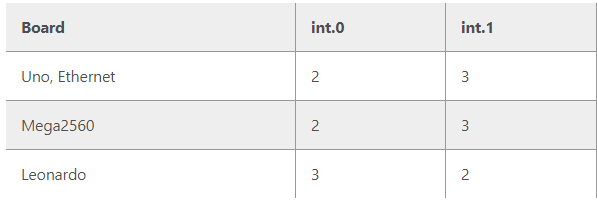 Board int.0 int.1
Uno, Ethernet 2 3
Mega2560 2 3
Leonardo 3 2